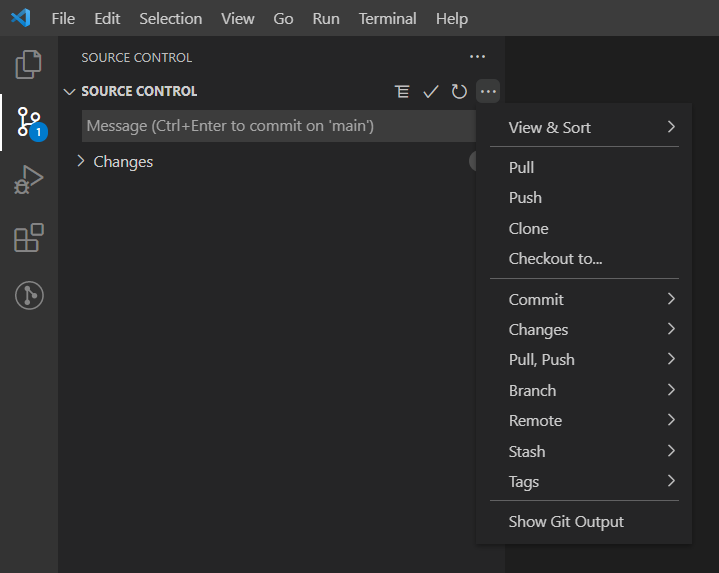 File Edit Selection View Go Run Terminal Help
SOURCE CONTROL
SOURCE CONTROL
Message (Ctrl+Enter to commit on 'main')
Changes
1
View & Sort
Pull
Push
Clone
Checkout to...
Commit
Changes
Pull, Push
Branch
Remote
Stash
Tags
Show Git Output